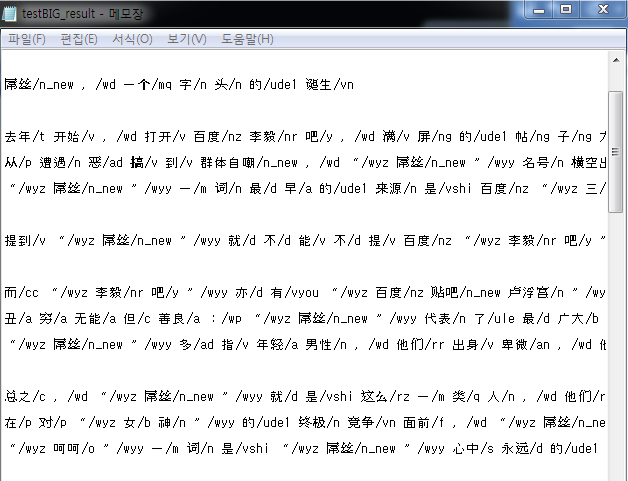 testBIG_result - 메모장
파일(F) 편집(E) 서식(O) 보기(V) 도움말(H)
屌丝/n_new , /wd 一个/mq 字/n 头/n 的/ude1 诞生/vn
去年/t 开始/v , /wd 打开/v 百度/nz 李毅/nr 吧/y , /wd 满/v 屏/ng 的/ude1 帖/ng 子/ng
从/p 遭遇/n 恶/ad 搞/v 到/v 群体自嘲/n_new , /wd “/wyz 屌丝/n_new ”/wyy 名号/n 横空出
“/wyz 屌丝/n_new ”/wyy 一/m 词/n 最/d 早/a 的/ude1 来源/n 是/vshi 百度/nz “/wyz 三/
提到/v “/wyz 屌丝/n_new ”/wyy 就/d 不/d 能/v 不/d 提/v 百度/nz “/wyz 李毅/nr 吧/y ”
而/cc “/wyz 李毅/nr 吧/y ”/wyy 亦/d 有/vyou “/wyz 百度/nz 贴吧/n_new 卢浮宫/n ”/wy
丑/a 穷/a 无能/a 但/c 善良/a :/wp “/wyz 屌丝/n_new ”/wyy 代表/n 了/ule 最/d 广大/b
“/wyz 屌丝/n_new ”/wyy 多/ad 指/v 年轻/a 男性/n , /wd 他们/rr 出身/v 卑微/an , /wd 他
总之/c , /wd “/wyz 屌丝/n_new ”/wyy 就/d 是/vshi 这么/rz 一/m 类/q 人/n , /wd 他们/r
在/p 对/p “/wyz 女/b 神/n ”/wyy 的/ude1 终极/n 竞争/vn 面前/f , /wd “/wyz 屌丝/n_ne
“/wyz 呵呵/o ”/wyy 一/m 词/n 是/vshi “/wyz 屌丝/n_new ”/wyy 心中/s 永远/d 的/ude1